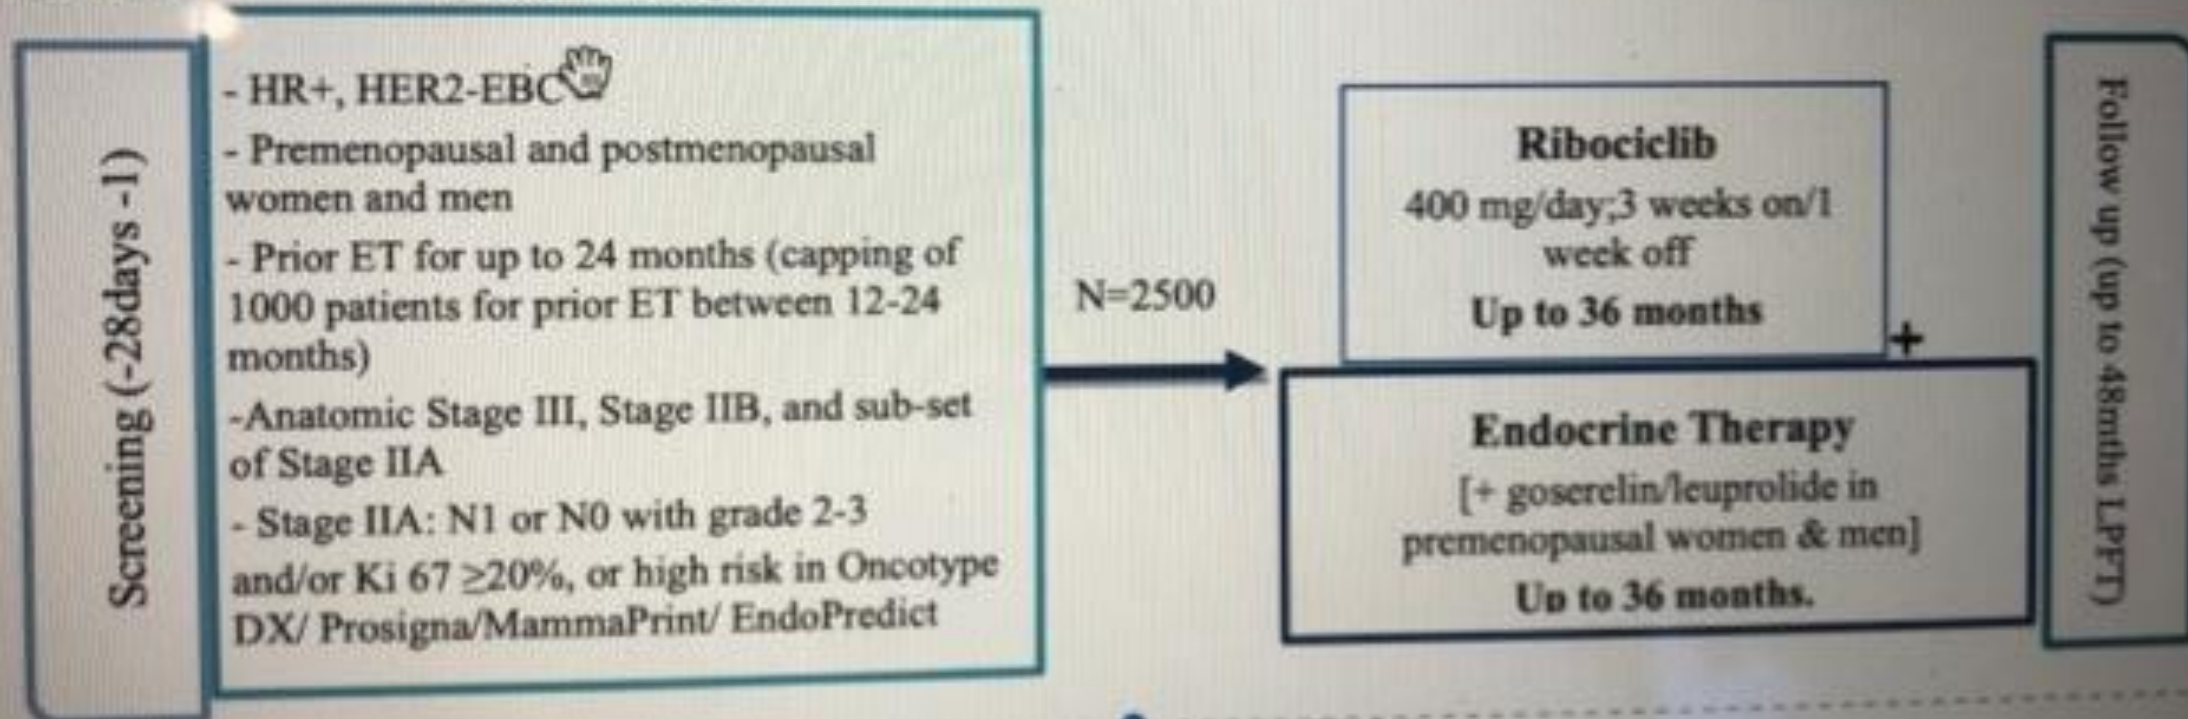 Screening (-28days -1)
- HR+, HER2-EBC
- Premenopausal and postmenopausal
women and men
- Prior ET for up to 24 months (capping of
1000 patients for prior ET between 12-24
months)
-Anatomic Stage III, Stage IIB, and sub-set
of Stage IIA
- Stage IIA: N1 or N0 with grade 2-3
and/or Ki 67 ≥20%, or high risk in Oncotype
DX/ Prosigna/MammaPrint/ EndoPredict
N=2500
Ribociclib
400 mg/day;3 weeks on/1
week off
Up to 36 months
+
Endocrine Therapy
[+ goserelin/leuprolide in
premenopausal women & men]
Up to 36 months.
Follow up (up to 48mths LPFT)